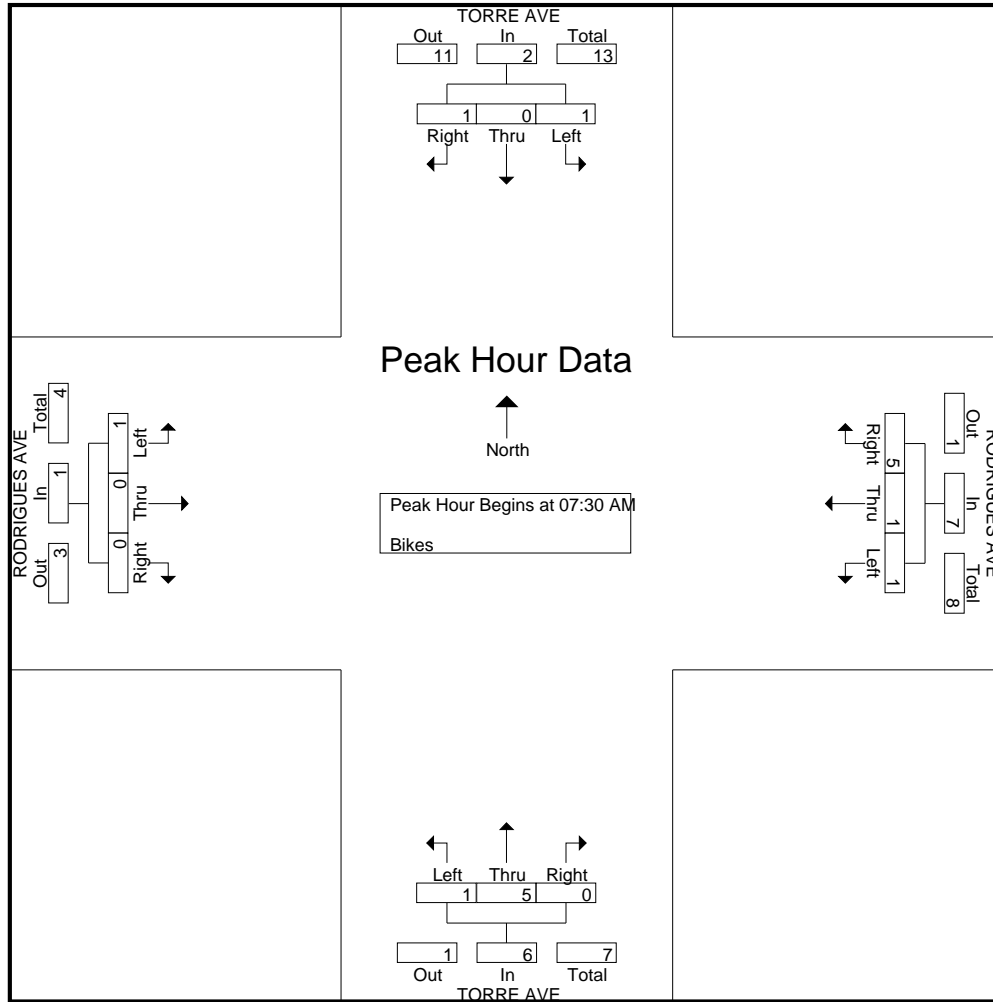 TORRE AVE
Out In Total
11 2 13
1 0 1
Right Thru Left
Peak Hour Data
North
Peak Hour Begins at 07:30 AM
Bikes
RODRIGUES AVE
Out In Total
3 1 4
Left Thru Right
1 0 0
RODRIGUES AVE
Out In Total
1 7 8
Right Thru Left
5 1 1
Left Thru Right
1 5 0
1 6 7
Out In Total
TORRE AVE